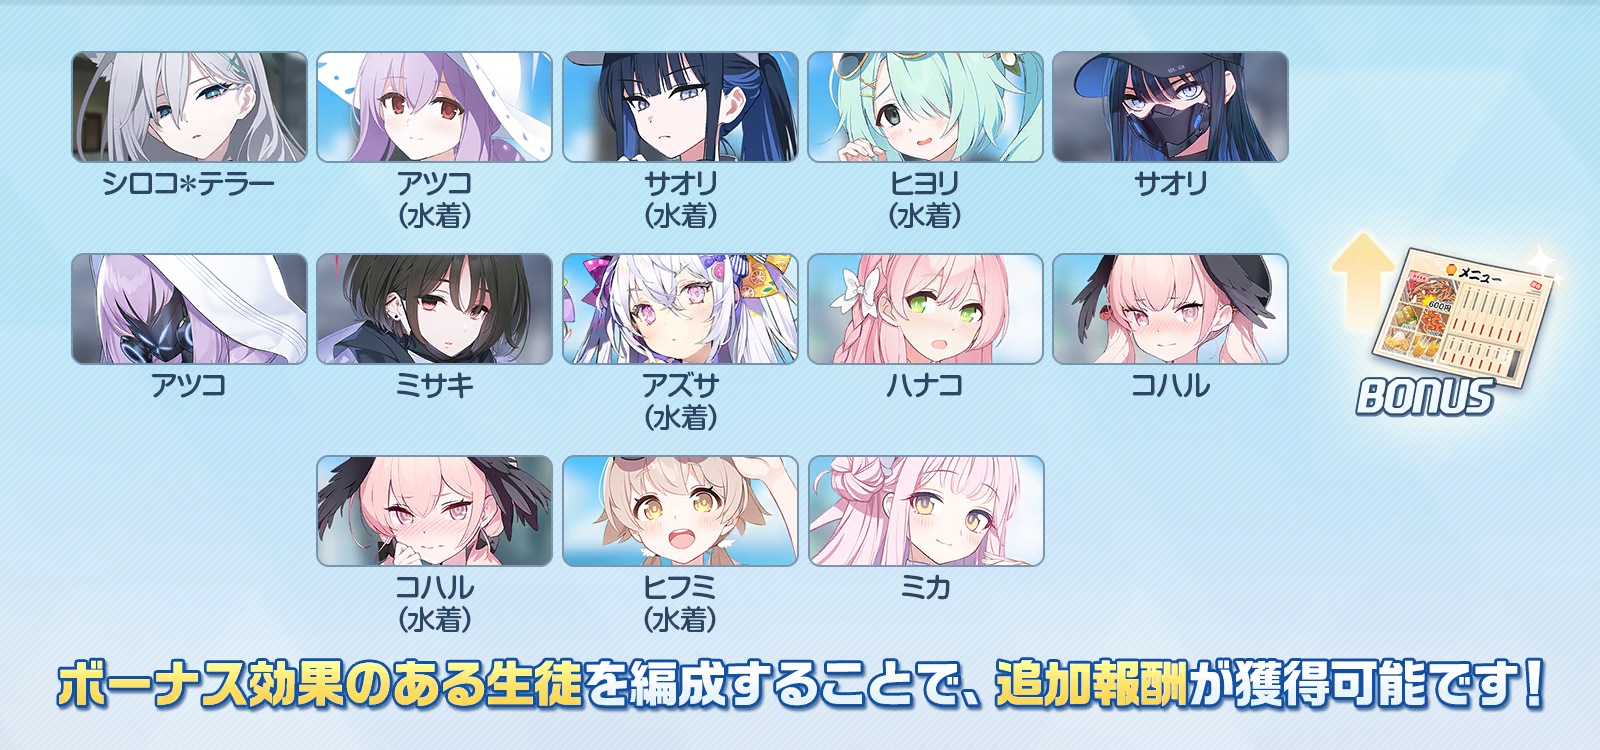 シロコ＊テラー
アツコ
（水着）
サオリ
（水着）
ヒヨリ
（水着）
サオリ
アツコ
ミサキ
アズサ
（水着）
ハナコ
コハル
メニュー
600円
BONUS
コハル
（水着）
ヒフミ
（水着）
ミカ
ボーナス効果のある生徒を編成することで、追加報酬が獲得可能です！